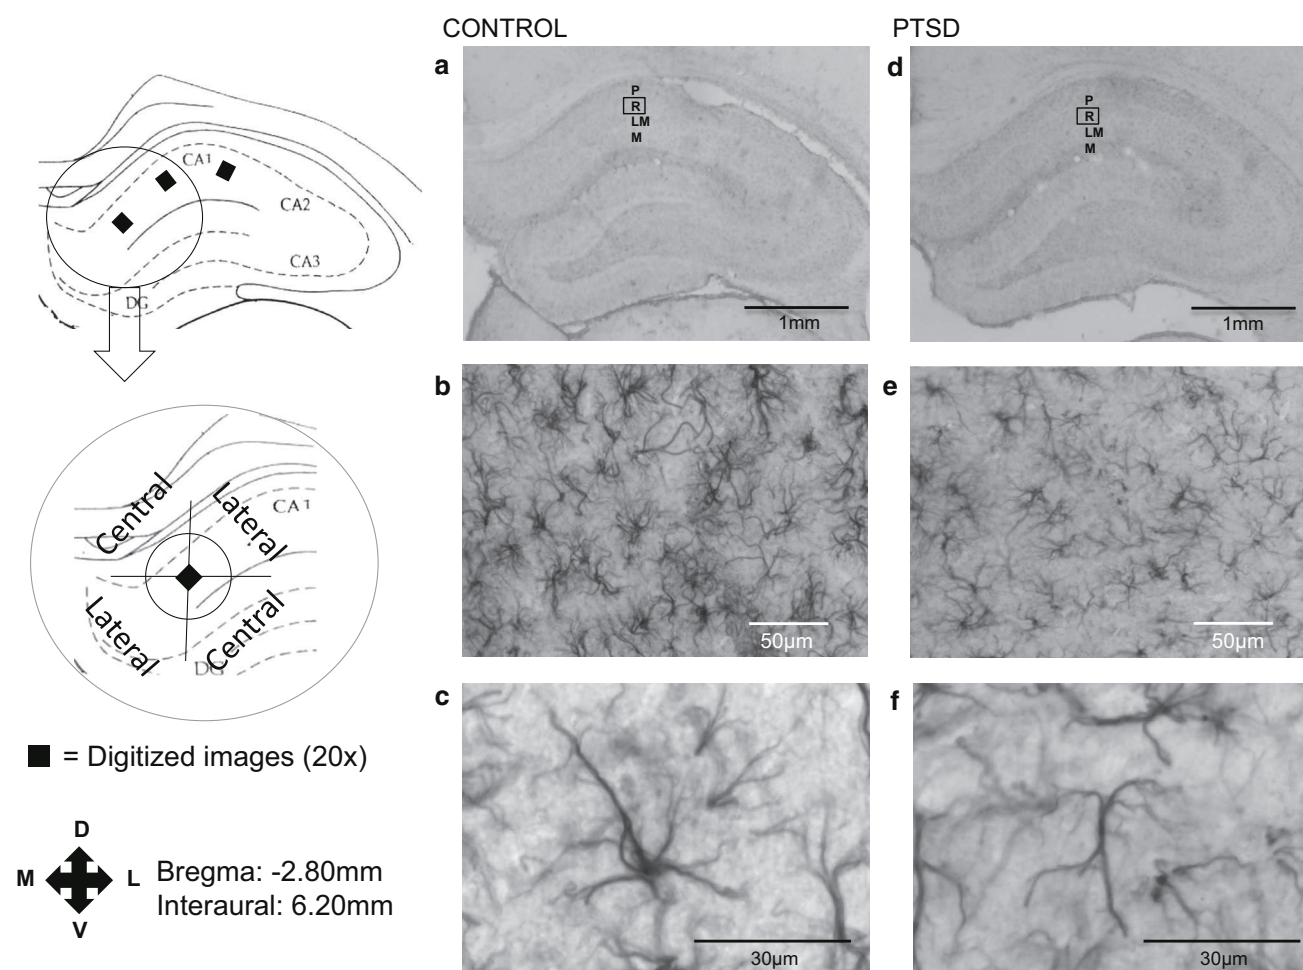 CONTROL
PTSD
a
P
R
LM
M
1mm
d
P
R
LM
M
1mm
CA1
CA2
CA3
DG
b
50µm
e
50µm
Central
Lateral
CA1
Lateral
Central
DG
c
30µm
f
30µm
= Digitized images (20x)
D
M
L
V
Bregma: -2.80mm
Interaural: 6.20mm